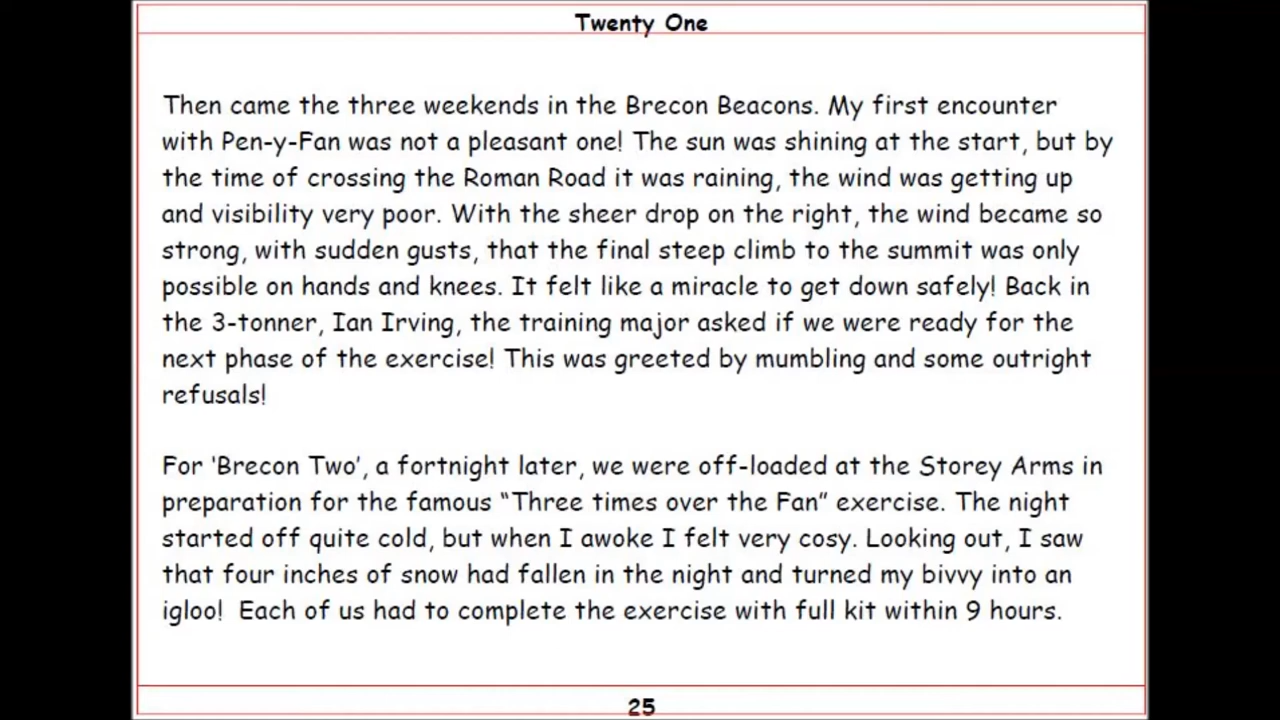 Twenty One
Then came the three weekends in the Brecon Beacons. My first encounter
with Pen-y-Fan was not a pleasant one! The sun was shining at the start, but by
the time of crossing the Roman Road it was raining, the wind was getting up
and visibility very poor. With the sheer drop on the right, the wind became so
strong, with sudden gusts, that the final steep climb to the summit was only
possible on hands and knees. It felt like a miracle to get down safely! Back in
the 3-tonner, Ian Irving, the training major asked if we were ready for the
next phase of the exercise! This was greeted by mumbling and some outright
refusals!
For ‘Brecon Two’, a fortnight later, we were off-loaded at the Storey Arms in
preparation for the famous “Three times over the Fan” exercise. The night
started off quite cold, but when I awoke I felt very cosy. Looking out, I saw
that four inches of snow had fallen in the night and turned my bivvy into an
igloo!  Each of us had to complete the exercise with full kit within 9 hours.
25